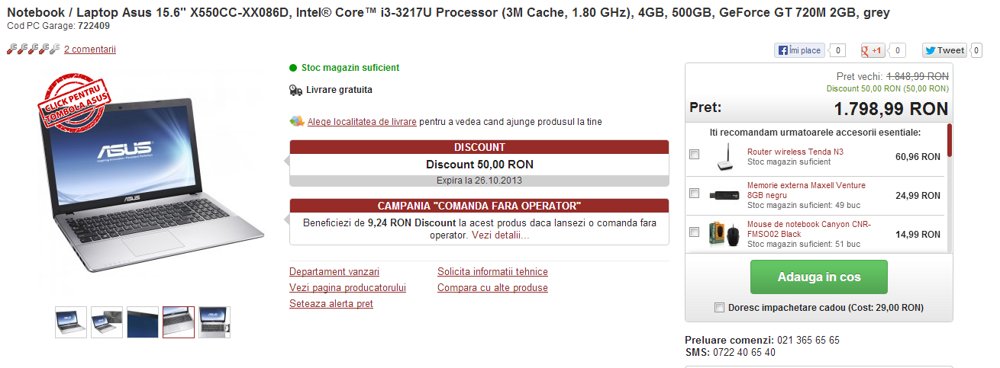 Notebook / Laptop Asus 15.6" X550CC-XX086D, Intel® Core™ i3-3217U Processor (3M Cache, 1.80 GHz), 4GB, 500GB, GeForce GT 720M 2GB, grey
Cod PC Garage: 722409
2 comentarii
Îmi place 0
g +1 0
Tweet 0
CLICK PENTRU
TOMBOLA ASUS
ASUS
Inspiring Innovation · Persistent Perfection
ASUS
Stoc magazin suficient
Livrare gratuita
Alege localitatea de livrare pentru a vedea cand ajunge produsul la tine
DISCOUNT
Discount 50,00 RON
Expira la 26.10.2013
CAMPANIA "COMANDA FARA OPERATOR"
Beneficiezi de 9,24 RON Discount la acest produs daca lansezi o comanda fara
operator. Vezi detalii...
Departament vanzari
Solicita informatii tehnice
Vezi pagina producatorului
Compara cu alte produse
Seteaza alerta pret
Pret vechi: 1.848,99 RON
Discount 50,00 RON (50,00 RON)
Pret: 1.798,99 RON
Iti recomandam urmatoarele accesorii esentiale:
Router wireless Tenda N3
Stoc magazin suficient
60,96 RON
Memorie externa Maxell Venture
8GB negru
Stoc magazin suficient: 49 buc
24,99 RON
Mouse de notebook Canyon CNR-
FMSO02 Black
Stoc magazin suficient: 51 buc
14,99 RON
Adauga in cos
Doresc impachetare cadou (Cost: 29,00 RON)
Preluare comenzi: 021 365 65 65
SMS: 0722 40 65 40